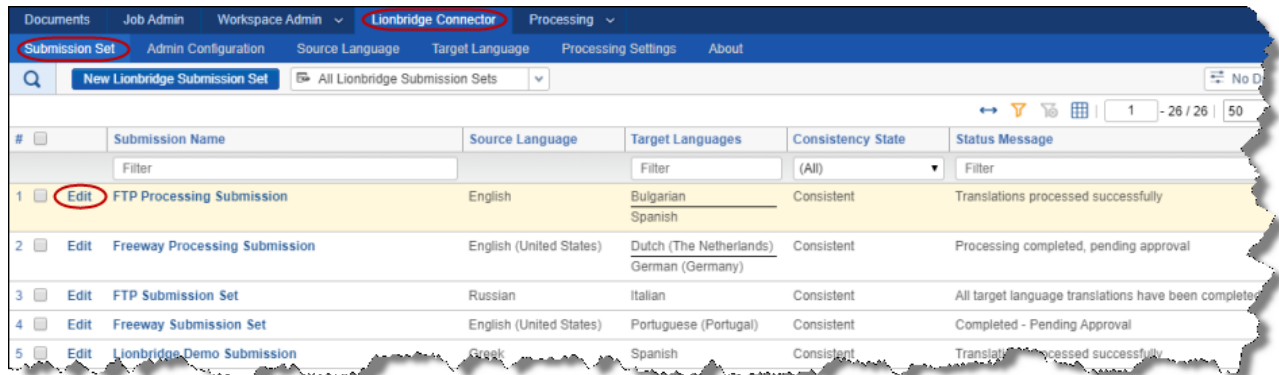 Documents Job Admin Workspace Admin Lionbridge Connector Processing
Submission Set Admin Configuration Source Language Target Language Processing Settings About
New Lionbridge Submission Set All Lionbridge Submission Sets No D
1 - 26 / 26 50
# Submission Name Source Language Target Languages Consistency State Status Message
Filter Filter (All) Filter
1 Edit FTP Processing Submission English Bulgarian Consistent Translations processed successfully
Spanish
2 Edit Freeway Processing Submission English (United States) Dutch (The Netherlands) Consistent Processing completed, pending approval
German (Germany)
3 Edit FTP Submission Set Russian Italian Consistent All target language translations have been completed
4 Edit Freeway Submission Set English (United States) Portuguese (Portugal) Consistent Completed - Pending Approval
5 Edit Lionbridge Demo Submission Greek Spanish Consistent successfully